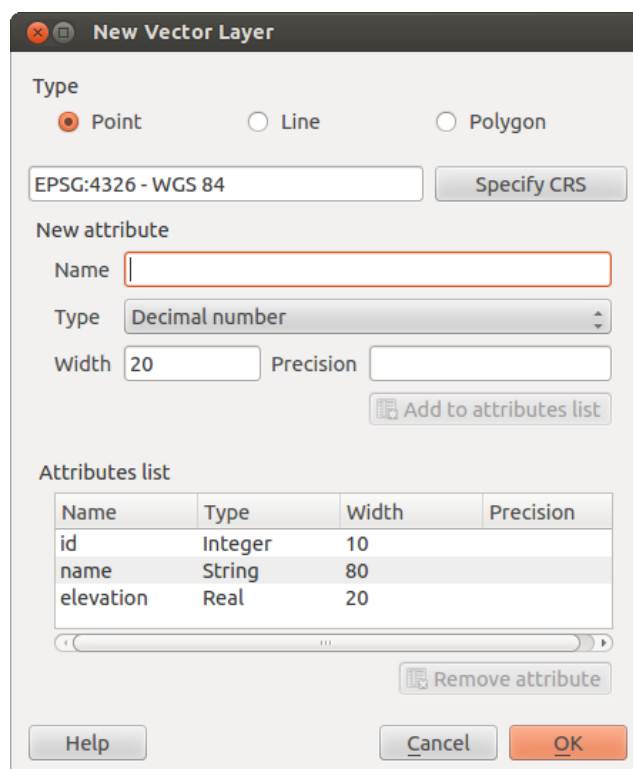 New Vector Layer
Type
Point Line Polygon
EPSG:4326 - WGS 84 Specify CRS
New attribute
Name
Type Decimal number
Width 20 Precision
Add to attributes list
Attributes list
Name Type Width Precision
id Integer 10
name String 80
elevation Real 20
Remove attribute
Help Cancel OK